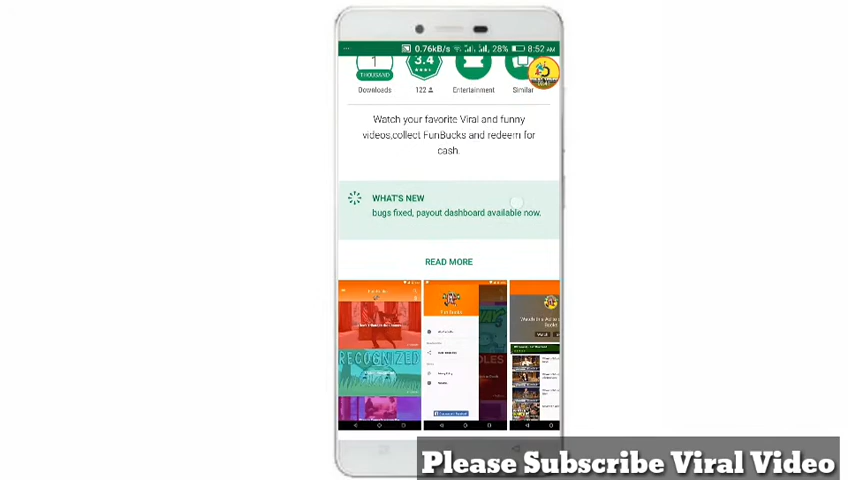 0.76kB/s 28% 8:52 AM
1
THOUSAND
3.4
Downloads
122
Entertainment
Similar
Watch your favorite Viral and funny
videos,collect FunBucks and redeem for
cash.
WHAT'S NEW
bugs fixed, payout dashboard available now.
READ MORE
RECOGNIZED
Please Subscribe Viral Video